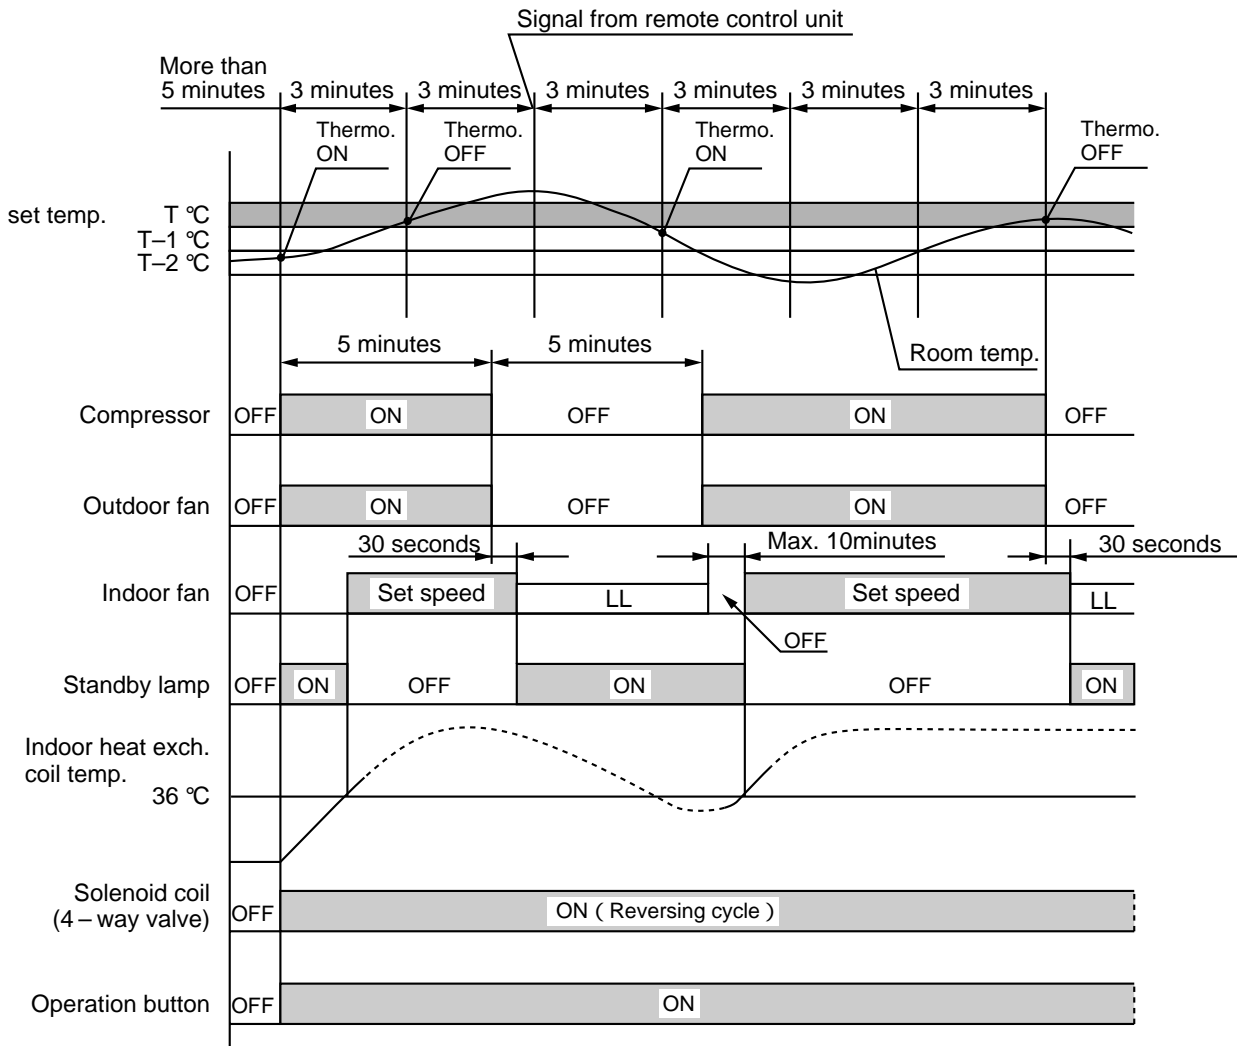 Signal from remote control unit
More than
5 minutes
3 minutes
3 minutes
3 minutes
3 minutes
3 minutes
3 minutes
Thermo.
ON
Thermo.
OFF
Thermo.
ON
Thermo.
OFF
set temp.
T °C
T–1 °C
T–2 °C
5 minutes
5 minutes
Room temp.
Compressor
OFF
ON
OFF
ON
OFF
Outdoor fan
OFF
ON
OFF
ON
OFF
30 seconds
Max. 10minutes
30 seconds
Indoor fan
OFF
Set speed
LL
Set speed
LL
OFF
Standby lamp
OFF
ON
OFF
ON
OFF
ON
Indoor heat exch.
coil temp.
36 °C
Solenoid coil
(4 – way valve)
OFF
ON ( Reversing cycle )
Operation button
OFF
ON